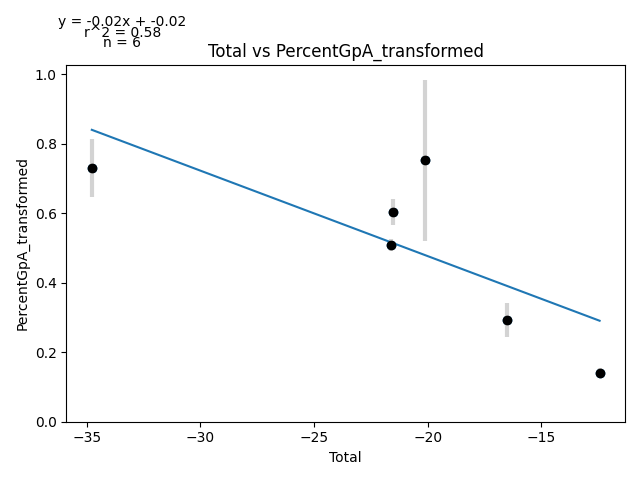 y = -0.02x + -0.02
r^2 = 0.58
n = 6
Total vs PercentGpA_transformed
PercentGpA_transformed
1.0
0.8
0.6
0.4
0.2
0.0
−35
−30
−25
−20
−15
Total